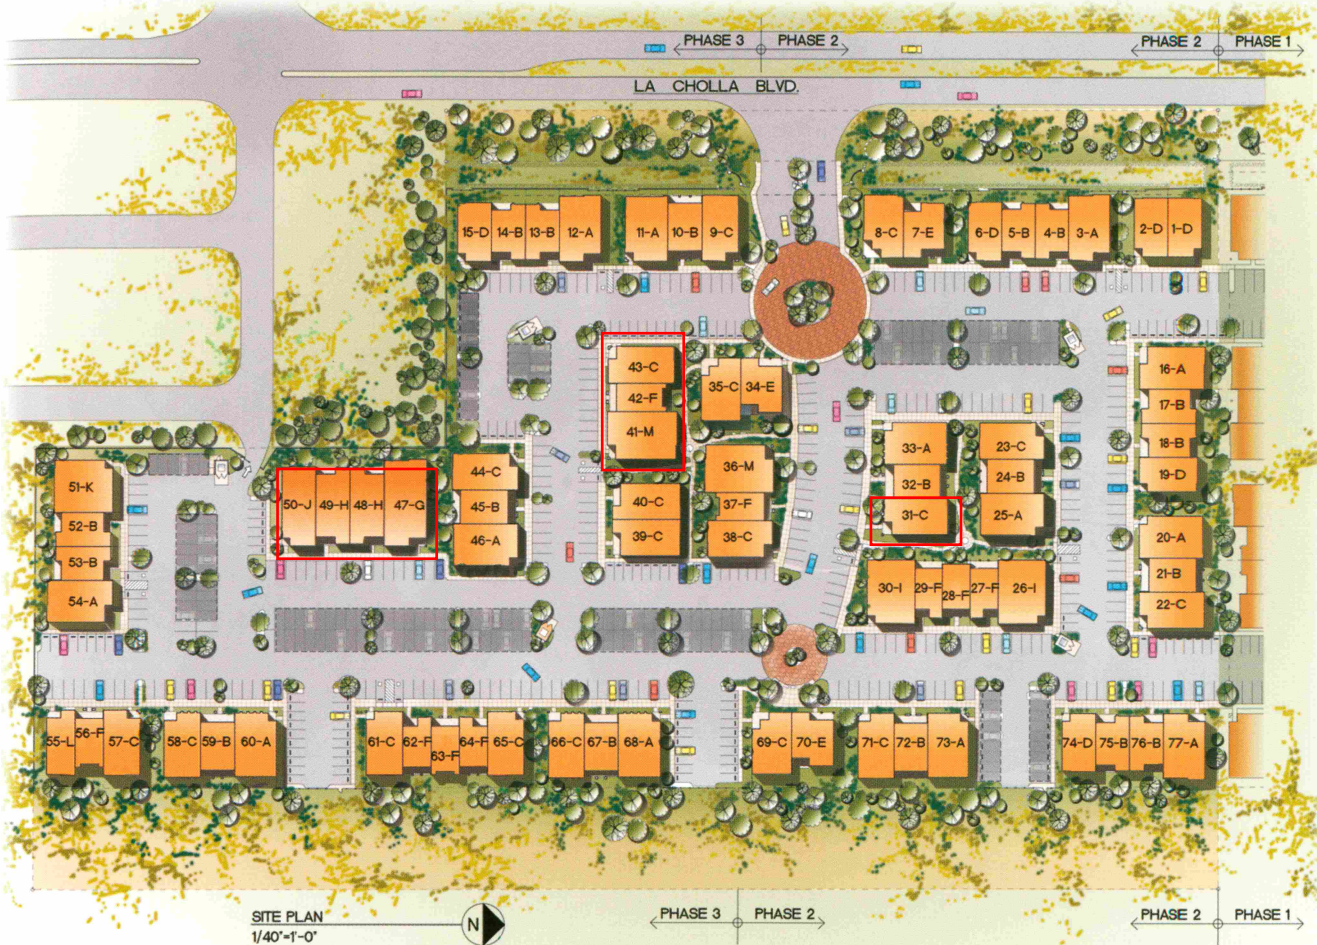 PHASE 3 PHASE 2
PHASE 2 PHASE 1
LA CHOLLA BLVD.
15-D 14-B 13-B 12-A
11-A 10-B 9-C
8-C 7-E
6-D 5-B 4-B 3-A
2-D 1-D
43-C
42-F
41-M
35-C 34-E
16-A
17-B
18-B
19-D
33-A
32-B
31-C
23-C
24-B
25-A
51-K
52-B
53-B
54-A
50-J 49-H 48-H 47-G
44-C
45-B
46-A
40-C
39-C
36-M
37-F
38-C
20-A
21-B
22-C
30-I 29-F 28-F 27-F 26-I
55-L 56-F 57-C
58-C 59-B 60-A
61-C 62-F 63-F 64-F 65-C
66-C 67-B 68-A
69-C 70-E
71-C 72-B 73-A
74-D 75-B 76-B 77-A
SITE PLAN
1/40"=1'-0"
N
PHASE 3 PHASE 2
PHASE 2 PHASE 1